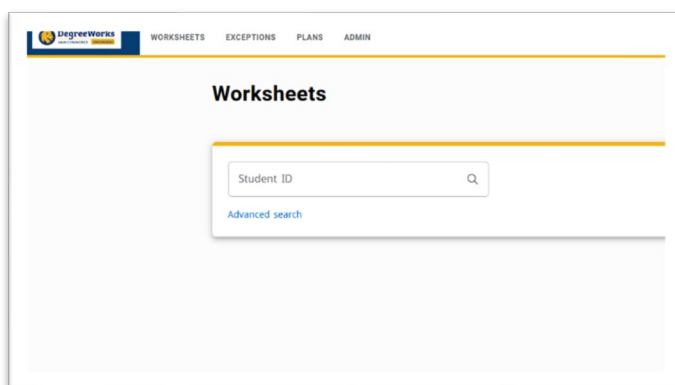 DegreeWorks
WORKSHEETS EXCEPTIONS PLANS ADMIN
Worksheets
Student ID
Advanced search